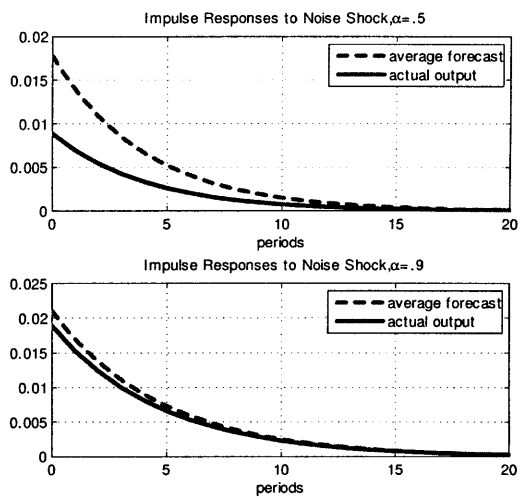 Impulse Responses to Noise Shock,α=.5
0.02
0.015
0.01
0.005
0
average forecast
actual output
0 5 10 15 20
periods
Impulse Responses to Noise Shock,α=.9
0.025
0.02
0.015
0.01
0.005
0
average forecast
actual output
0 5 10 15 20
periods